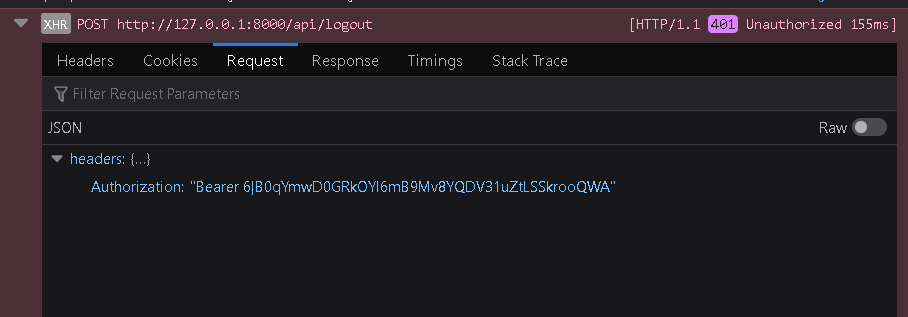 XHR POST http://127.0.0.1:8000/api/logout [HTTP/1.1 401 Unauthorized 155ms]
Headers Cookies Request Response Timings Stack Trace
Filter Request Parameters
JSON Raw
headers: {…}
Authorization: "Bearer 6|B0qYmwD0GRkOYl6mB9Mv8YQDV31uZtLSSkrooQWA"